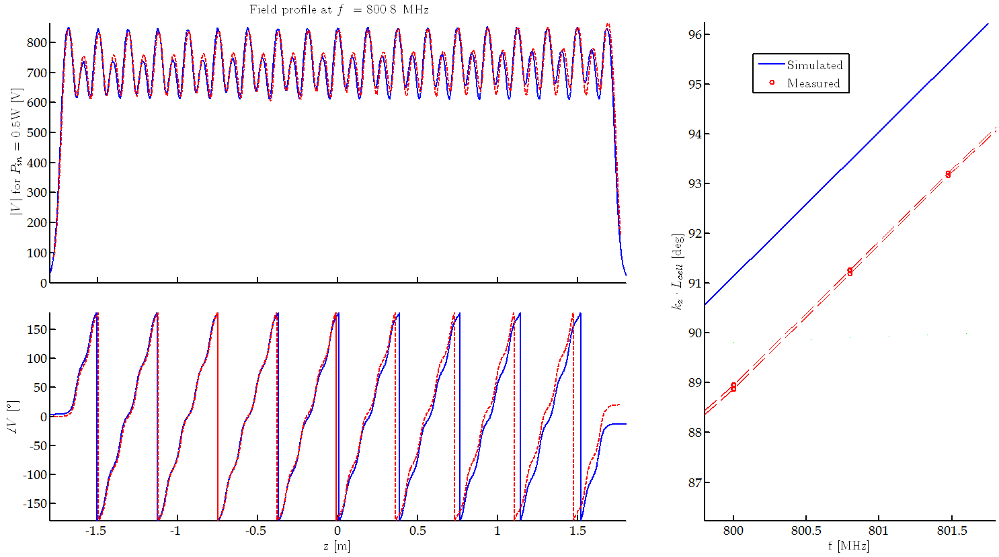 Field profile at f = 800.8 MHz
|V| for P_in = 0.5W [V]
800
700
600
500
400
300
200
100
0
∠V [°]
150
100
50
0
-50
-100
-150
-1.5 -1 -0.5 0 0.5 1 1.5
z [m]
Simulated
Measured
k_z · L_cell [deg]
96
95
94
93
92
91
90
89
88
87
800 800.5 801 801.5
f [MHz]